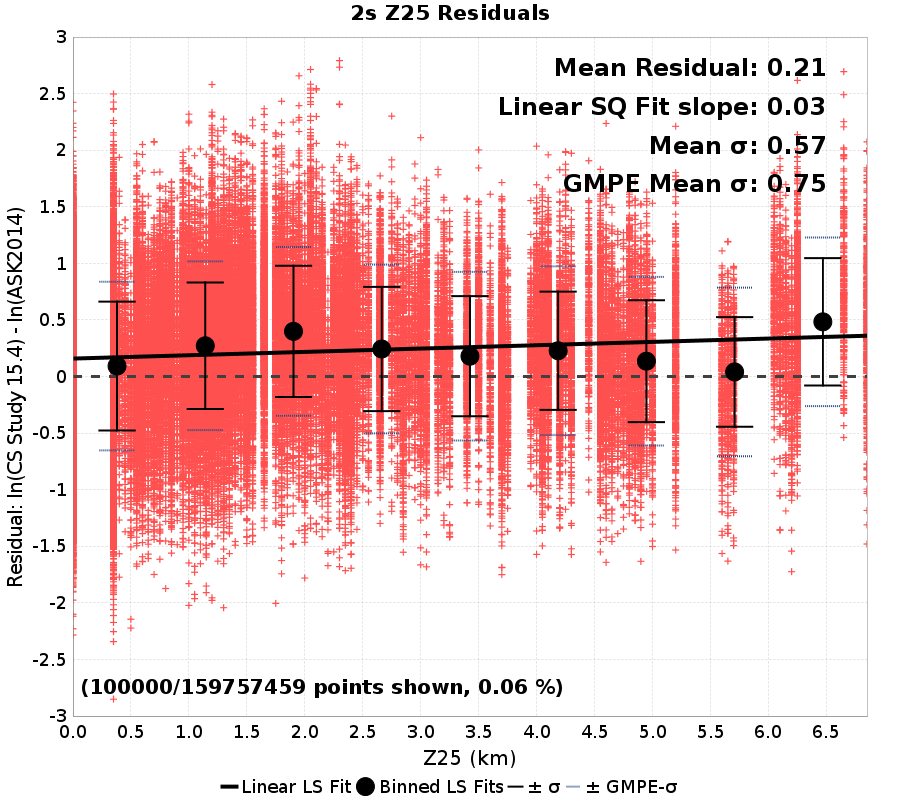 2s Z25 Residuals
Mean Residual: 0.21
Linear SQ Fit slope: 0.03
Mean σ: 0.57
GMPE Mean σ: 0.75
Residual: ln(CS Study 15.4) - ln(ASK2014)
3
2.5
2
1.5
1
0.5
0
-0.5
-1
-1.5
-2
-2.5
-3
(100000/159757459 points shown, 0.06 %)
0.0 0.5 1.0 1.5 2.0 2.5 3.0 3.5 4.0 4.5 5.0 5.5 6.0 6.5
Z25 (km)
Linear LS Fit Binned LS Fits ± σ ± GMPE-σ